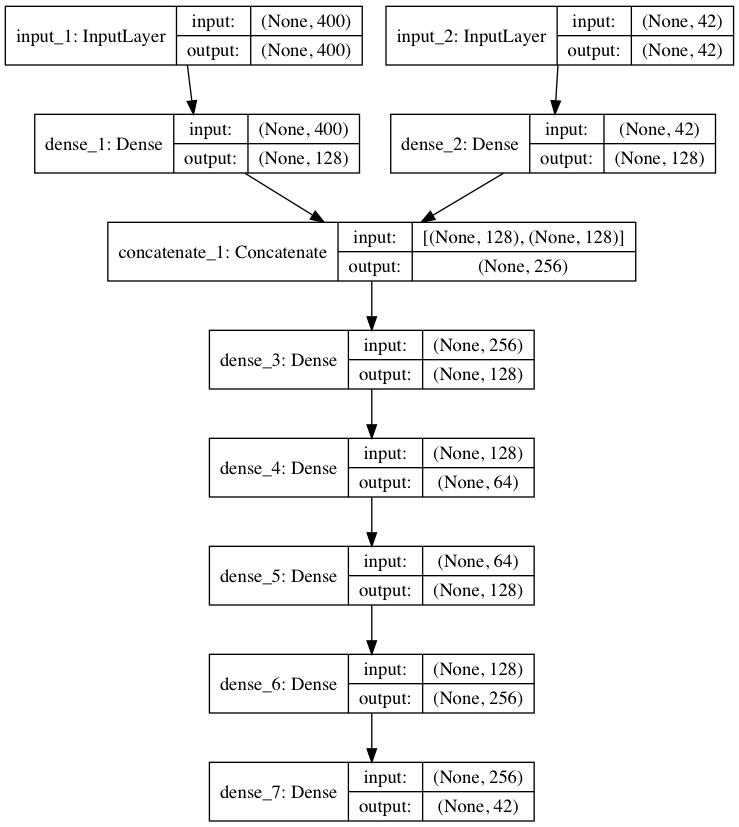 input_1: InputLayer
input: (None, 400)
output: (None, 400)
input_2: InputLayer
input: (None, 42)
output: (None, 42)
dense_1: Dense
input: (None, 400)
output: (None, 128)
dense_2: Dense
input: (None, 42)
output: (None, 128)
concatenate_1: Concatenate
input: [(None, 128), (None, 128)]
output: (None, 256)
dense_3: Dense
input: (None, 256)
output: (None, 128)
dense_4: Dense
input: (None, 128)
output: (None, 64)
dense_5: Dense
input: (None, 64)
output: (None, 128)
dense_6: Dense
input: (None, 128)
output: (None, 256)
dense_7: Dense
input: (None, 256)
output: (None, 42)